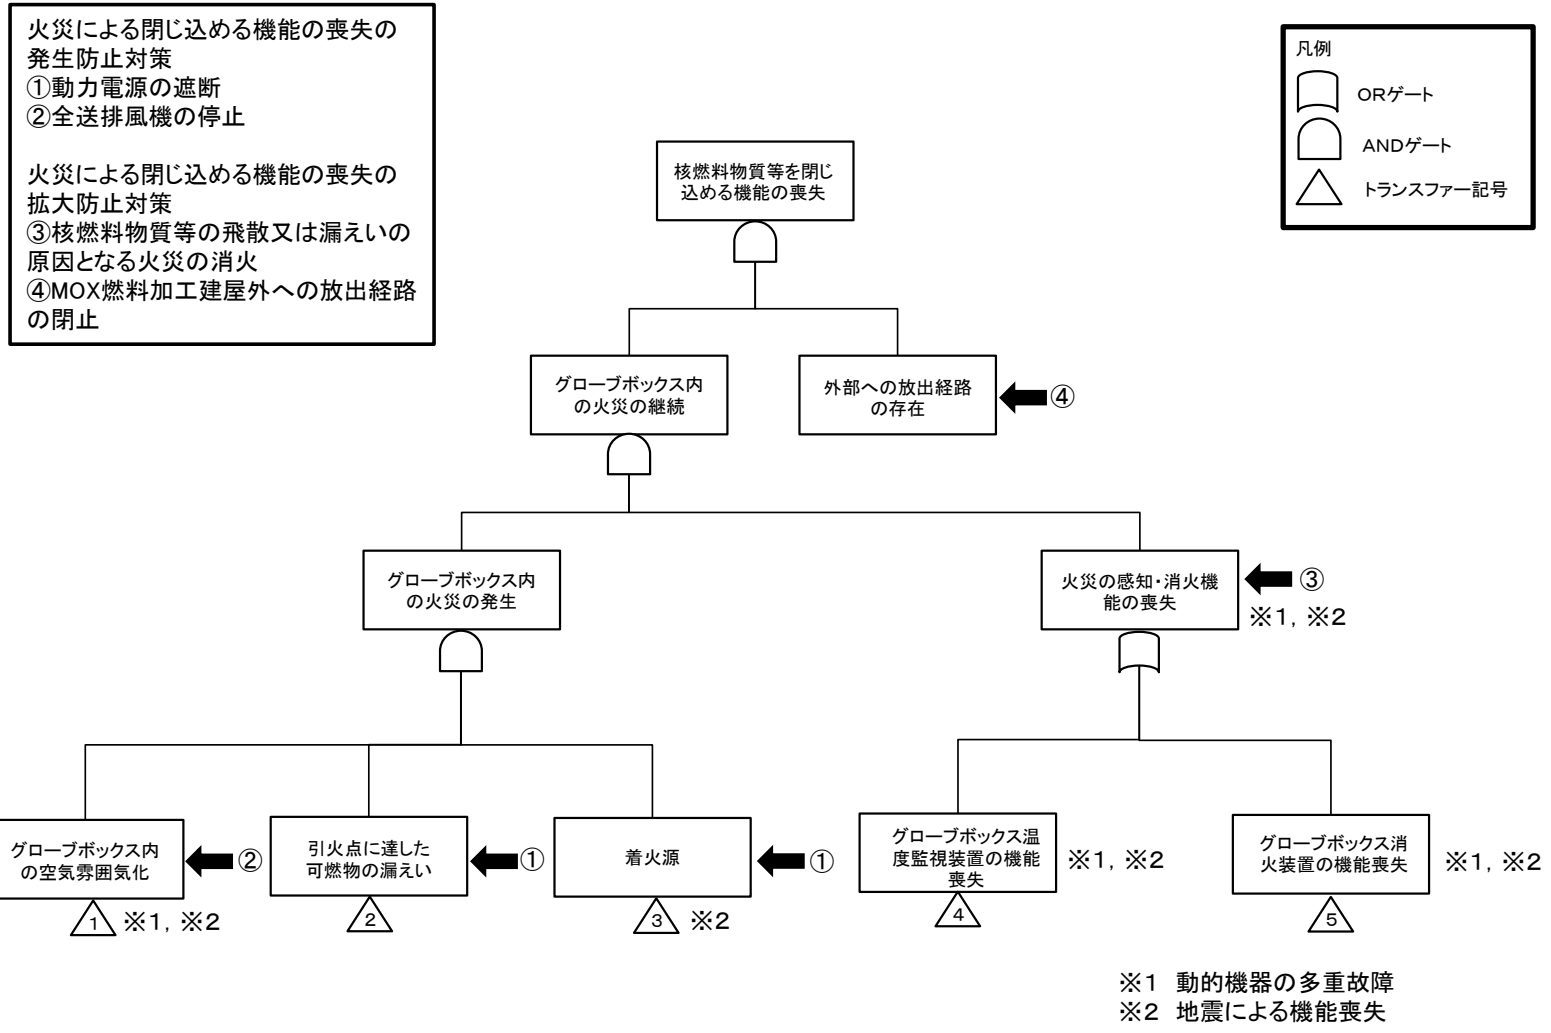 火災による閉じ込める機能の喪失の
発生防止対策
①動力電源の遮断
②全送排風機の停止
火災による閉じ込める機能の喪失の
拡大防止対策
③核燃料物質等の飛散又は漏えいの
原因となる火災の消火
④MOX燃料加工建屋外への放出経路
の閉止
凡例
ORゲート
ANDゲート
トランスファー記号
核燃料物質等を閉じ
込める機能の喪失
グローブボックス内
の火災の継続
外部への放出経路
の存在
④
グローブボックス内
の火災の発生
火災の感知・消火機
能の喪失
③
※1，※2
グローブボックス内
の空気雰囲気化
②
1
※1，※2
引火点に達した
可燃物の漏えい
①
2
着火源
①
3
※2
グローブボックス温
度監視装置の機能
喪失
※1，※2
4
グローブボックス消
火装置の機能喪失
※1，※2
5
※1 動的機器の多重故障
※2 地震による機能喪失